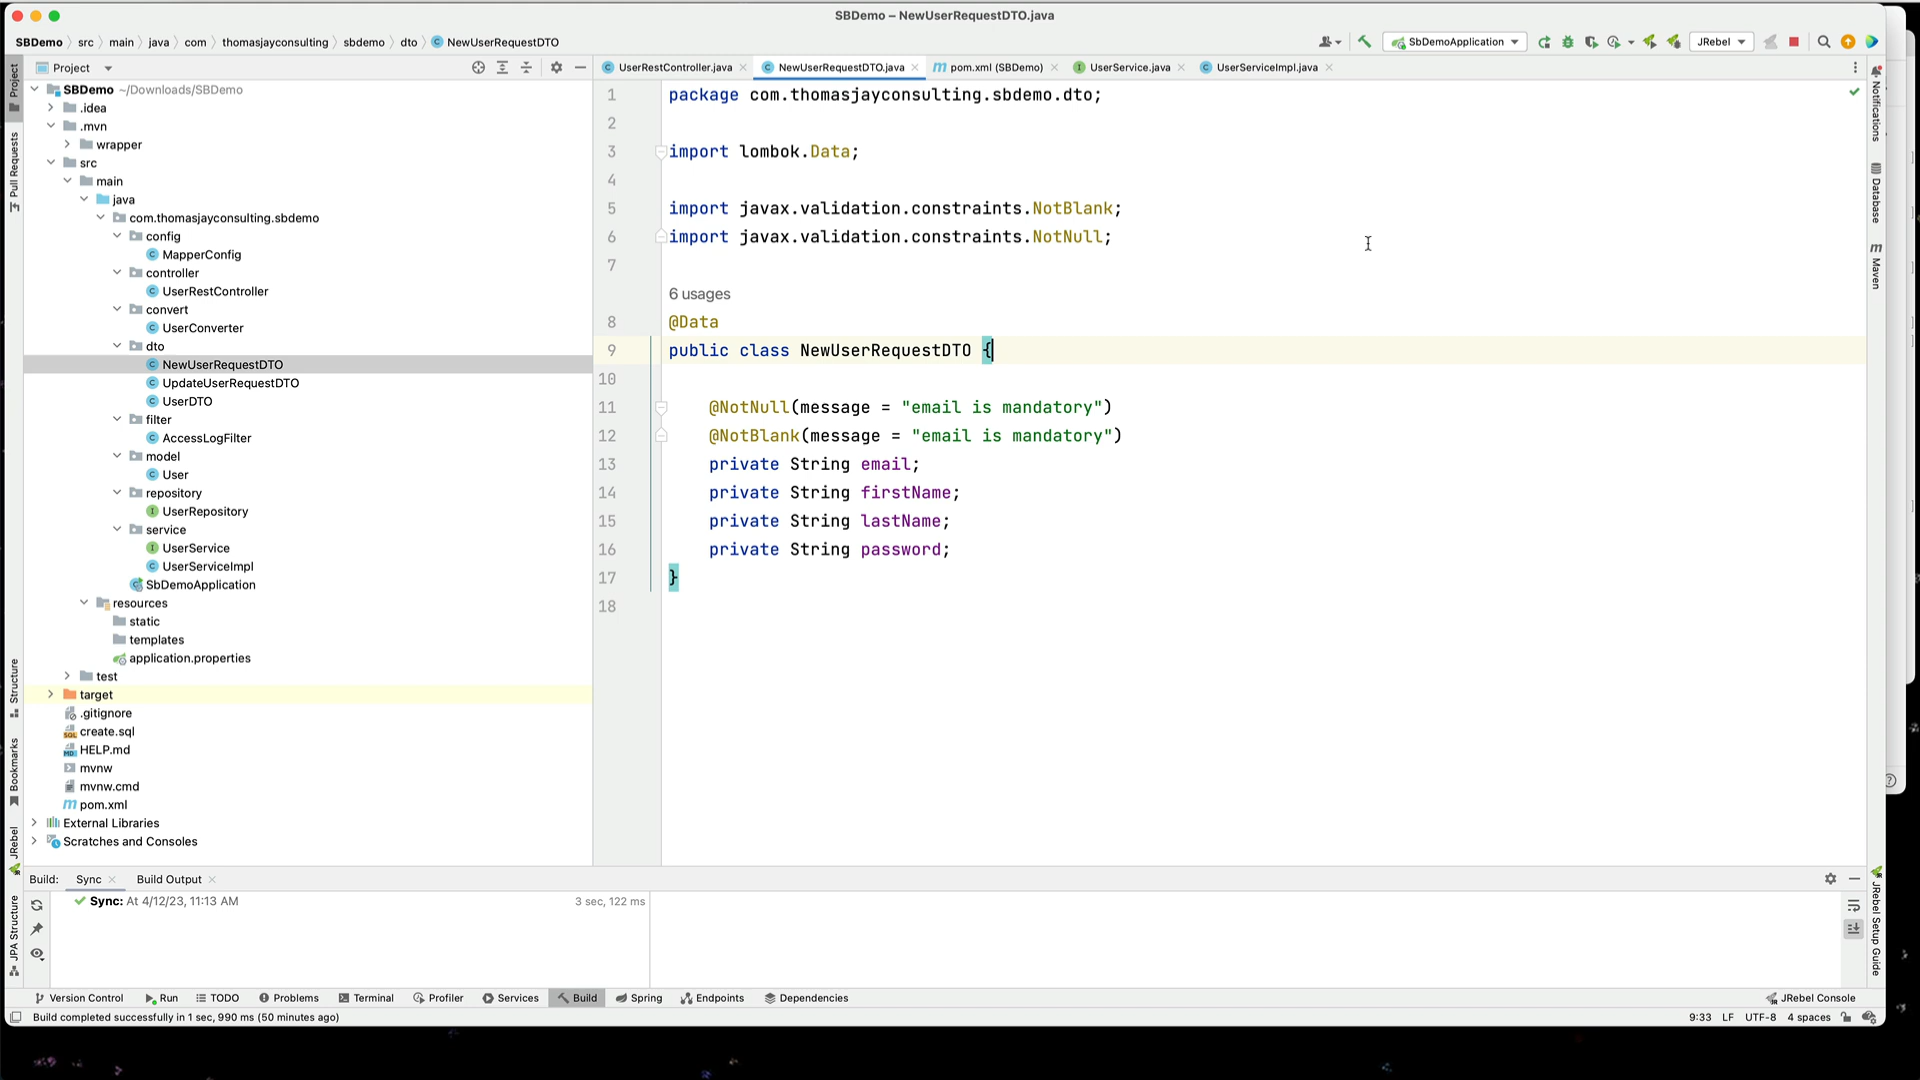 SBDemo – NewUserRequestDTO.java
SBDemo src main java com thomasjayconsulting sbdemo dto NewUserRequestDTO
SbDemoApplication
JRebel
Project
UserRestController.java
NewUserRequestDTO.java
pom.xml (SBDemo)
UserService.java
UserServiceImpl.java
Project
Pull Requests
Structure
Bookmarks
JRebel
JPA Structure
SBDemo ~/Downloads/SBDemo
.idea
.mvn
wrapper
src
main
java
com.thomasjayconsulting.sbdemo
config
MapperConfig
controller
UserRestController
convert
UserConverter
dto
NewUserRequestDTO
UpdateUserRequestDTO
UserDTO
filter
AccessLogFilter
model
User
repository
UserRepository
service
UserService
UserServiceImpl
SbDemoApplication
resources
static
templates
application.properties
test
target
.gitignore
create.sql
HELP.md
mvnw
mvnw.cmd
pom.xml
External Libraries
Scratches and Consoles
1 package com.thomasjayconsulting.sbdemo.dto;
2
3 import lombok.Data;
4
5 import javax.validation.constraints.NotBlank;
6 import javax.validation.constraints.NotNull;
7
6 usages
8 @Data
9 public class NewUserRequestDTO {
10
11 @NotNull(message = "email is mandatory")
12 @NotBlank(message = "email is mandatory")
13 private String email;
14 private String firstName;
15 private String lastName;
16 private String password;
17 }
18
Notifications
Database
Maven
JRebel Setup Guide
Build: Sync Build Output
Sync: At 4/12/23, 11:13 AM 3 sec, 122 ms
Version Control Run TODO Problems Terminal Profiler Services Build Spring Endpoints Dependencies JRebel Console
Build completed successfully in 1 sec, 990 ms (50 minutes ago) 9:33 LF UTF-8 4 spaces